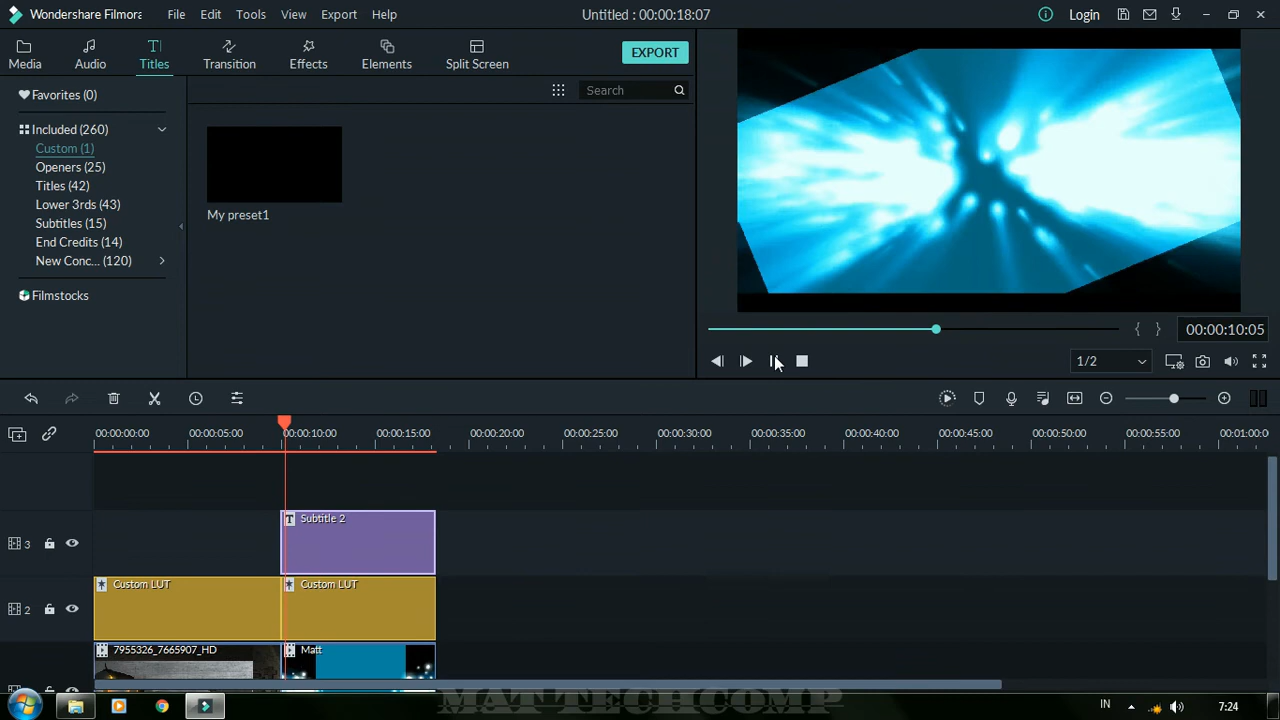 Wondershare Filmora File Edit Tools View Export Help Untitled : 00:00:18:07 Login
Media Audio Titles Transition Effects Elements Split Screen EXPORT
Favorites (0)
Search
Included (260)
Custom (1)
Openers (25)
Titles (42)
Lower 3rds (43)
Subtitles (15)
End Credits (14)
New Conc... (120)
Filmstocks
My preset1
00:00:10:05
1/2
00:00:00:00 00:00:05:00 00:00:10:00 00:00:15:00 00:00:20:00 00:00:25:00 00:00:30:00 00:00:35:00 00:00:40:00 00:00:45:00 00:00:50:00 00:00:55:00 00:01:00:0
Subtitle 2
3
Custom LUT Custom LUT
2
7955326_7665907_HD Matt
MAT TECHCOMP
IN 7:24